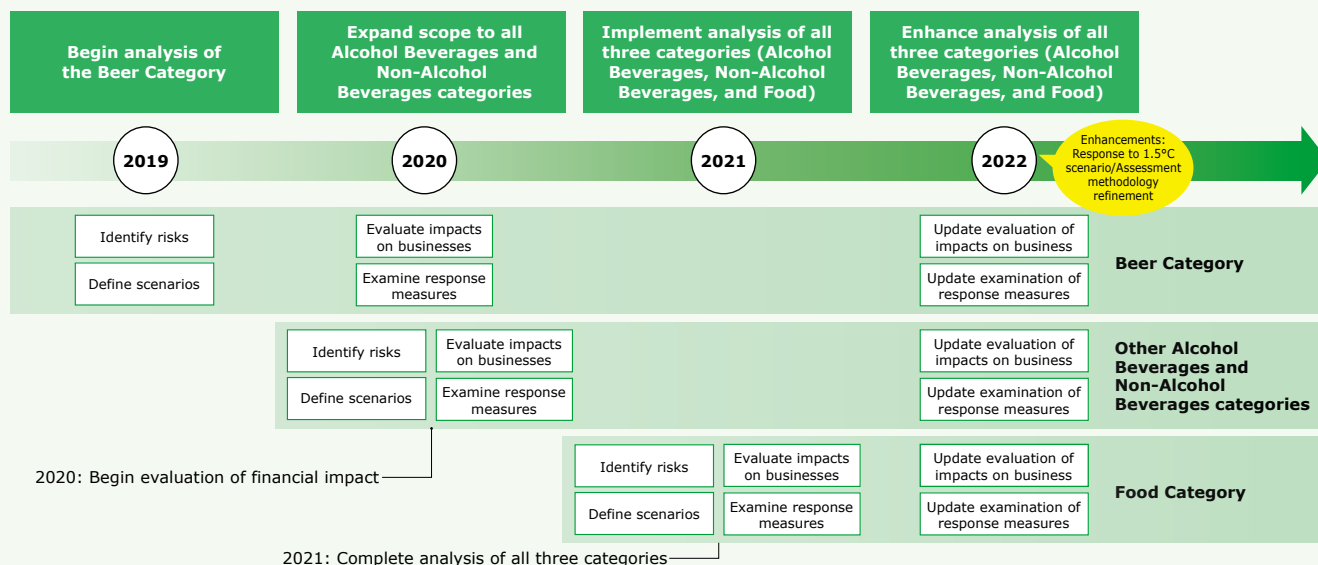 Begin analysis of
the Beer Category
Expand scope to all
Alcohol Beverages and
Non-Alcohol
Beverages categories
Implement analysis of all
three categories (Alcohol
Beverages, Non-Alcohol
Beverages, and Food)
Enhance analysis of all
three categories (Alcohol
Beverages, Non-Alcohol
Beverages, and Food)
2019
2020
2021
2022
Enhancements:
Response to 1.5°C
scenario/Assessment
methodology
refinement
Identify risks
Define scenarios
Evaluate impacts
on businesses
Examine response
measures
Update evaluation of
impacts on business
Update examination of
response measures
Beer Category
Identify risks
Define scenarios
Evaluate impacts
on businesses
Examine response
measures
Update evaluation of
impacts on business
Update examination of
response measures
Other Alcohol
Beverages and
Non-Alcohol
Beverages categories
2020: Begin evaluation of financial impact
Identify risks
Define scenarios
Evaluate impacts
on businesses
Examine response
measures
Update evaluation of
impacts on business
Update examination of
response measures
Food Category
2021: Complete analysis of all three categories